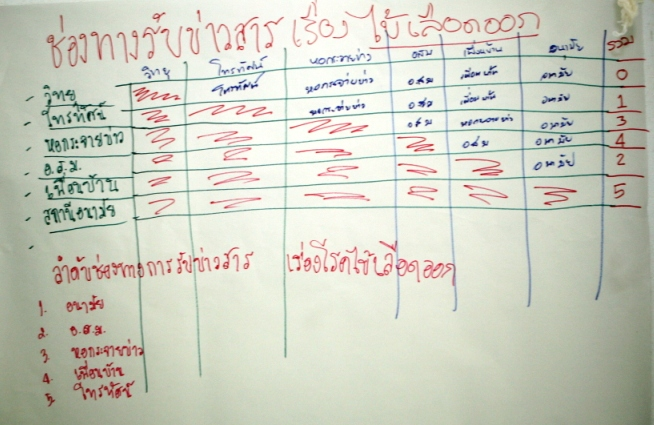 ช่องทางรับข่าวสาร เรื่อง ไข้เลือดออก
วิทยุ โทรทัศน์ หอกระจายข่าว อสม เพื่อนบ้าน อนามัย รวม
- วิทยุ โทรทัศน์ หอกระจายข่าว อสม เพื่อนบ้าน อนามัย 0
- โทรทัศน์ หอกระจายข่าว อสม เพื่อนบ้าน อนามัย 1
- หอกระจายข่าว อสม หอกระจายข่าว อนามัย 3
- อ.ส.ม. อสม อนามัย 4
- เพื่อนบ้าน อนามัย 2
- สถานีอนามัย 5
-
ลำดับช่องทางการรับข่าวสาร เรื่องโรคไข้เลือดออก
1. อนามัย
2. อ.ส.ม.
3. หอกระจายข่าว
4. เพื่อนบ้าน
5. โทรทัศน์